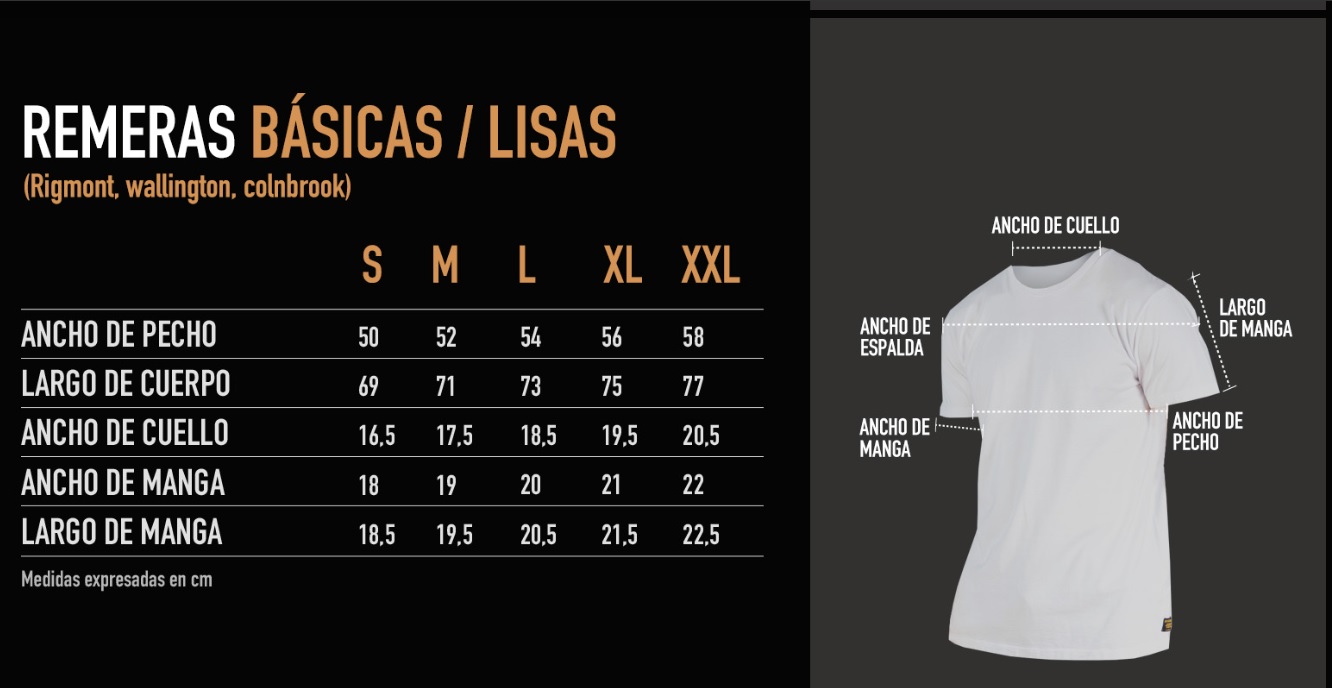 REMERAS BÁSICAS / LISAS
(Rigmont, wallington, colnbrook)
S M L XL XXL
ANCHO DE PECHO 50 52 54 56 58
LARGO DE CUERPO 69 71 73 75 77
ANCHO DE CUELLO 16,5 17,5 18,5 19,5 20,5
ANCHO DE MANGA 18 19 20 21 22
LARGO DE MANGA 18,5 19,5 20,5 21,5 22,5
Medidas expresadas en cm
ANCHO DE CUELLO
LARGO
DE MANGA
ANCHO DE
ESPALDA
ANCHO DE
MANGA
ANCHO DE
PECHO